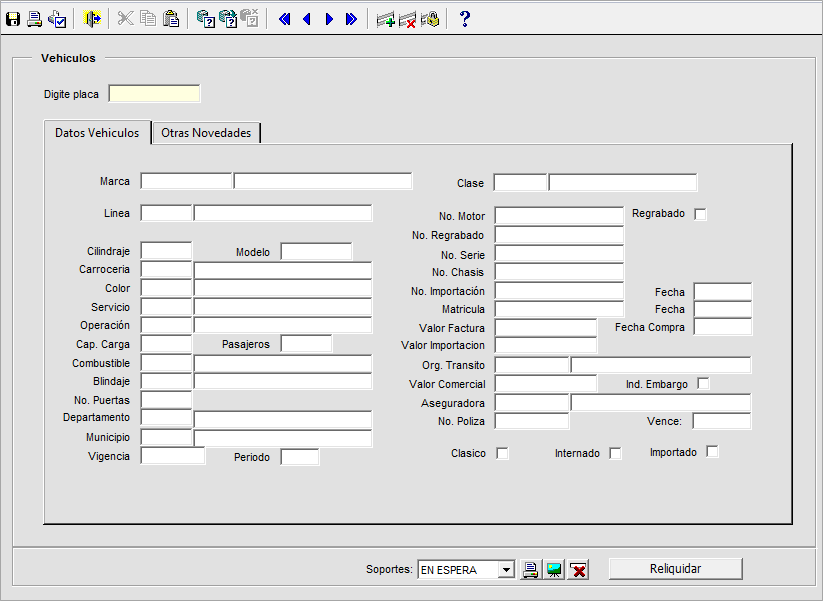 Vehiculos
Digite placa
Datos Vehiculos
Otras Novedades
Marca
Linea
Cilindraje
Modelo
Carroceria
Color
Servicio
Operación
Cap. Carga
Pasajeros
Combustible
Blindaje
No. Puertas
Departamento
Municipio
Vigencia
Periodo
Clase
No. Motor
Regrabado
No. Regrabado
No. Serie
No. Chasis
No. Importación
Fecha
Matricula
Fecha
Valor Factura
Fecha Compra
Valor Importacion
Org. Transito
Valor Comercial
Ind. Embargo
Aseguradora
No. Poliza
Vence:
Clasico
Internado
Importado
Soportes:
EN ESPERA
Reliquidar